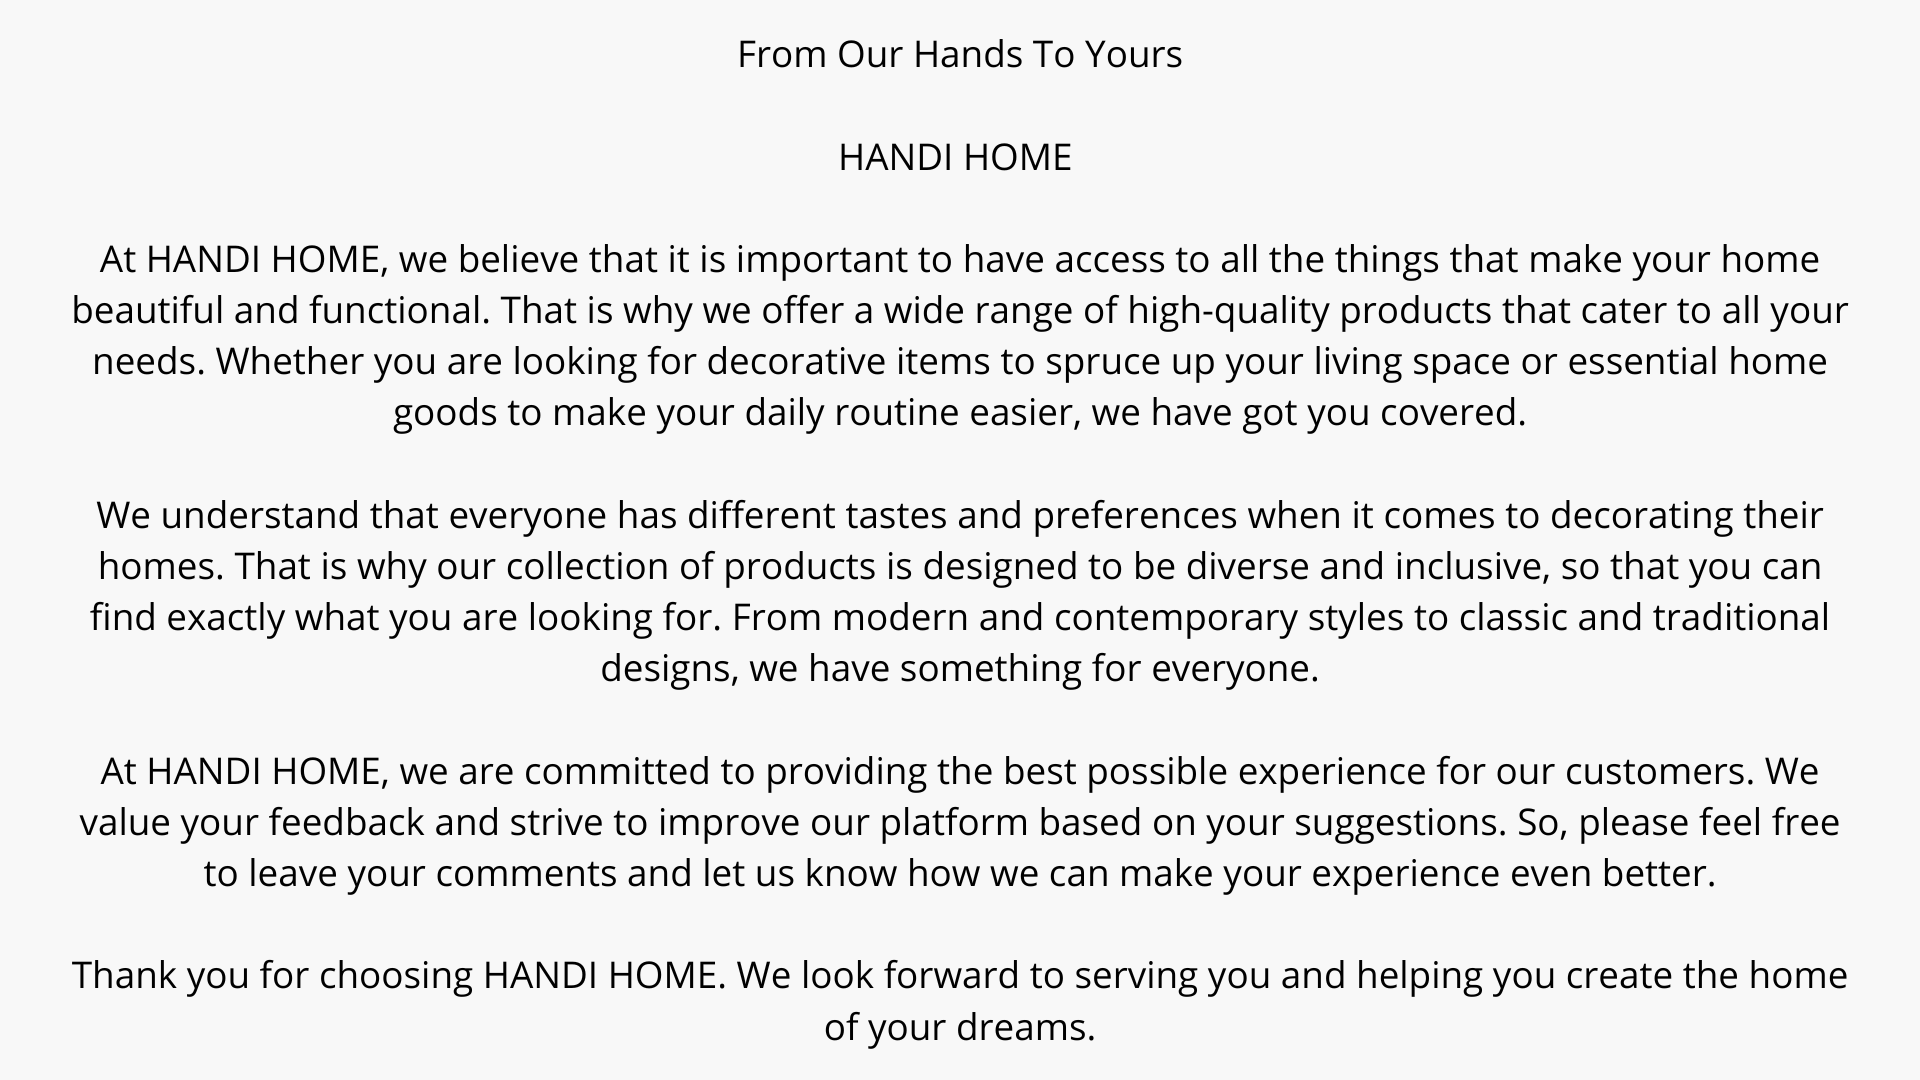 From Our Hands To Yours
HANDI HOME
At HANDI HOME, we believe that it is important to have access to all the things that make your home
beautiful and functional. That is why we offer a wide range of high-quality products that cater to all your
needs. Whether you are looking for decorative items to spruce up your living space or essential home
goods to make your daily routine easier, we have got you covered.
We understand that everyone has different tastes and preferences when it comes to decorating their
homes. That is why our collection of products is designed to be diverse and inclusive, so that you can
find exactly what you are looking for. From modern and contemporary styles to classic and traditional
designs, we have something for everyone.
At HANDI HOME, we are committed to providing the best possible experience for our customers. We
value your feedback and strive to improve our platform based on your suggestions. So, please feel free
to leave your comments and let us know how we can make your experience even better.
Thank you for choosing HANDI HOME. We look forward to serving you and helping you create the home
of your dreams.